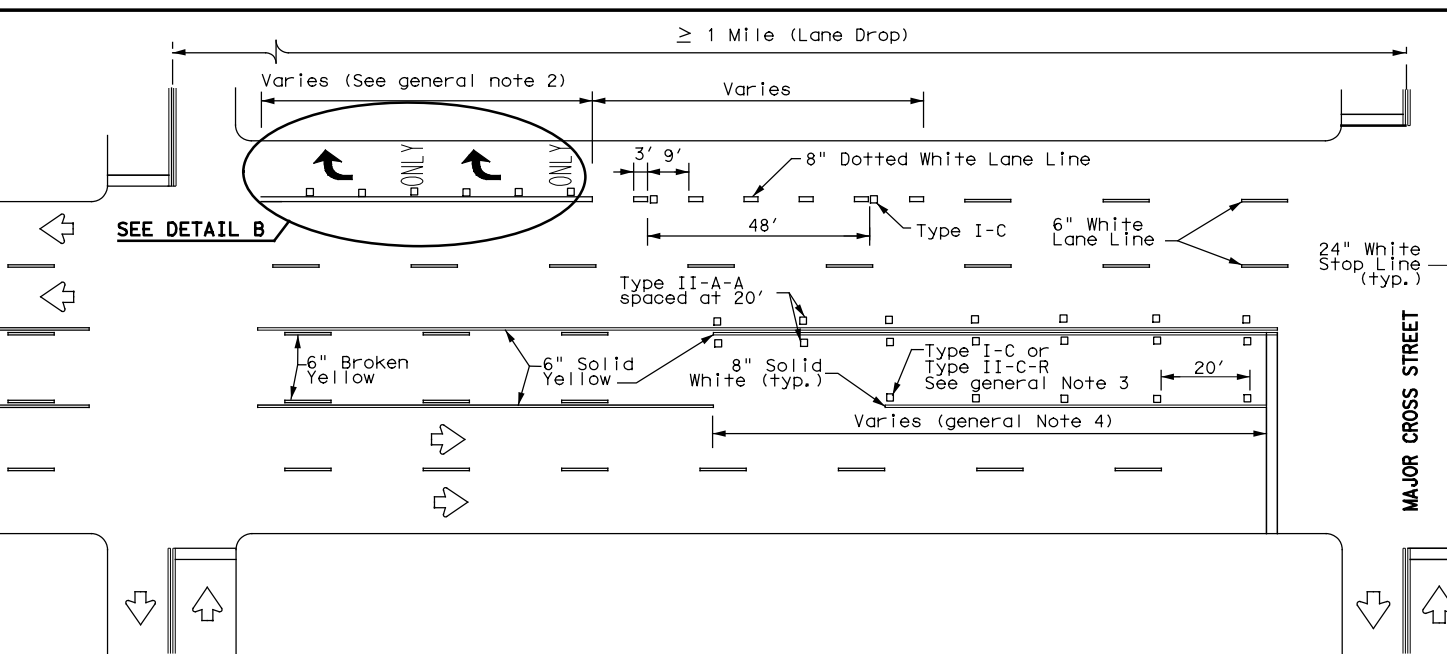 ≥ 1 Mile (Lane Drop)
Varies (See general note 2)
Varies
ONLY
ONLY
3'
9'
8" Dotted White Lane Line
SEE DETAIL B
48'
Type I-C
6" White
Lane Line
24" White
Stop Line
(typ.)
Type II-A-A
spaced at 20'
6" Broken
Yellow
6" Solid
Yellow
8" Solid
White (typ.)
Type I-C or
Type II-C-R
See general Note 3
20'
Varies (general Note 4)
MAJOR CROSS STREET